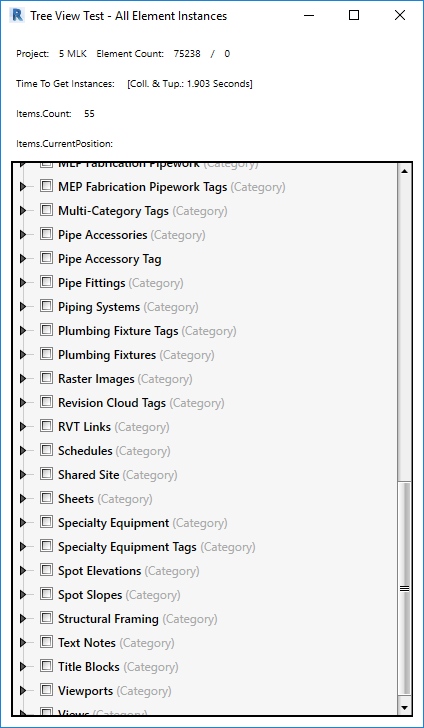 Tree View Test - All Element Instances
Project: 5 MLK Element Count: 75238 / 0
Time To Get Instances: [Coll. & Tup.: 1.903 Seconds]
Items.Count: 55
Items.CurrentPosition:
MEP Fabrication Pipework (Category)
MEP Fabrication Pipework Tags (Category)
Multi-Category Tags (Category)
Pipe Accessories (Category)
Pipe Accessory Tag
Pipe Fittings (Category)
Piping Systems (Category)
Plumbing Fixture Tags (Category)
Plumbing Fixtures (Category)
Raster Images (Category)
Revision Cloud Tags (Category)
RVT Links (Category)
Schedules (Category)
Shared Site (Category)
Sheets (Category)
Specialty Equipment (Category)
Specialty Equipment Tags (Category)
Spot Elevations (Category)
Spot Slopes (Category)
Structural Framing (Category)
Text Notes (Category)
Title Blocks (Category)
Viewports (Category)
Views (Category)